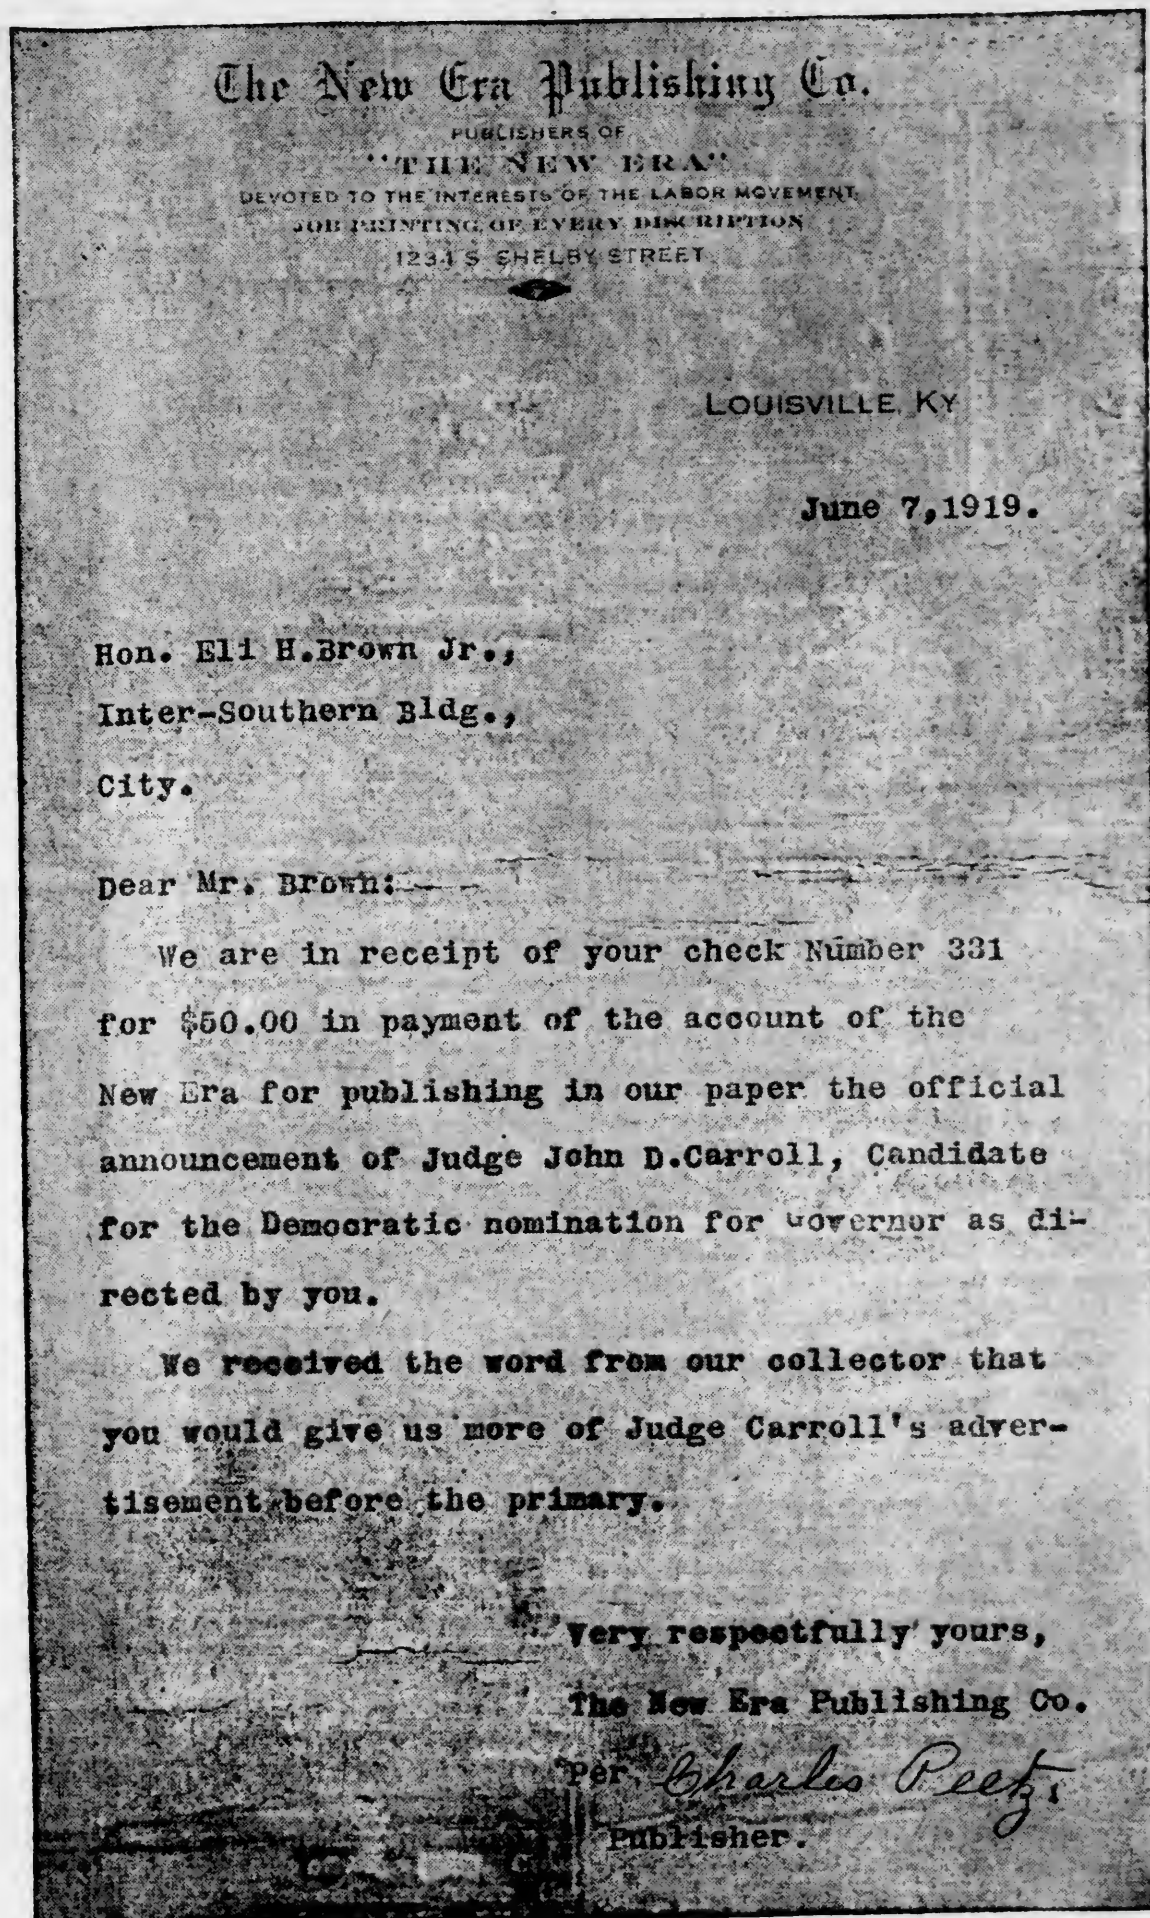 The New Era Publishing Co.
PUBLISHERS OF
"THE NEW ERA"
DEVOTED TO THE INTERESTS OF THE LABOR MOVEMENT
JOB PRINTING OF EVERY DISCRIPTION
1234 S SHELBY STREET
LOUISVILLE, KY
June 7,1919.
Hon. Eli H.Brown Jr.,
Inter-Southern Bldg.,
City.
Dear Mr. Brown:
We are in receipt of your check Number 331
for $50.00 in payment of the account of the
New Era for publishing in our paper the official
announcement of Judge John D.Carroll, Candidate
for the Democratic nomination for Governor as di-
rected by you.
We received the word from our collector that
you would give us more of Judge Carroll's adver-
tisement before the primary.
Very respectfully yours,
The New Era Publishing Co.
Per Charles Peetz,
Publisher.